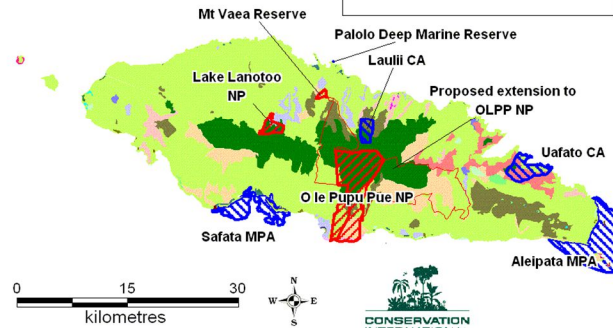 Mt Vaea Reserve
Palolo Deep Marine Reserve
Laulii CA
Lake Lanotoo
NP
Proposed extension to
OLPP NP
Uafato CA
O le Pupu Pue NP
Safata MPA
Aleipata MPA
0 15 30
kilometres
N
W E
S
CONSERVATION
INTERNATIONAL